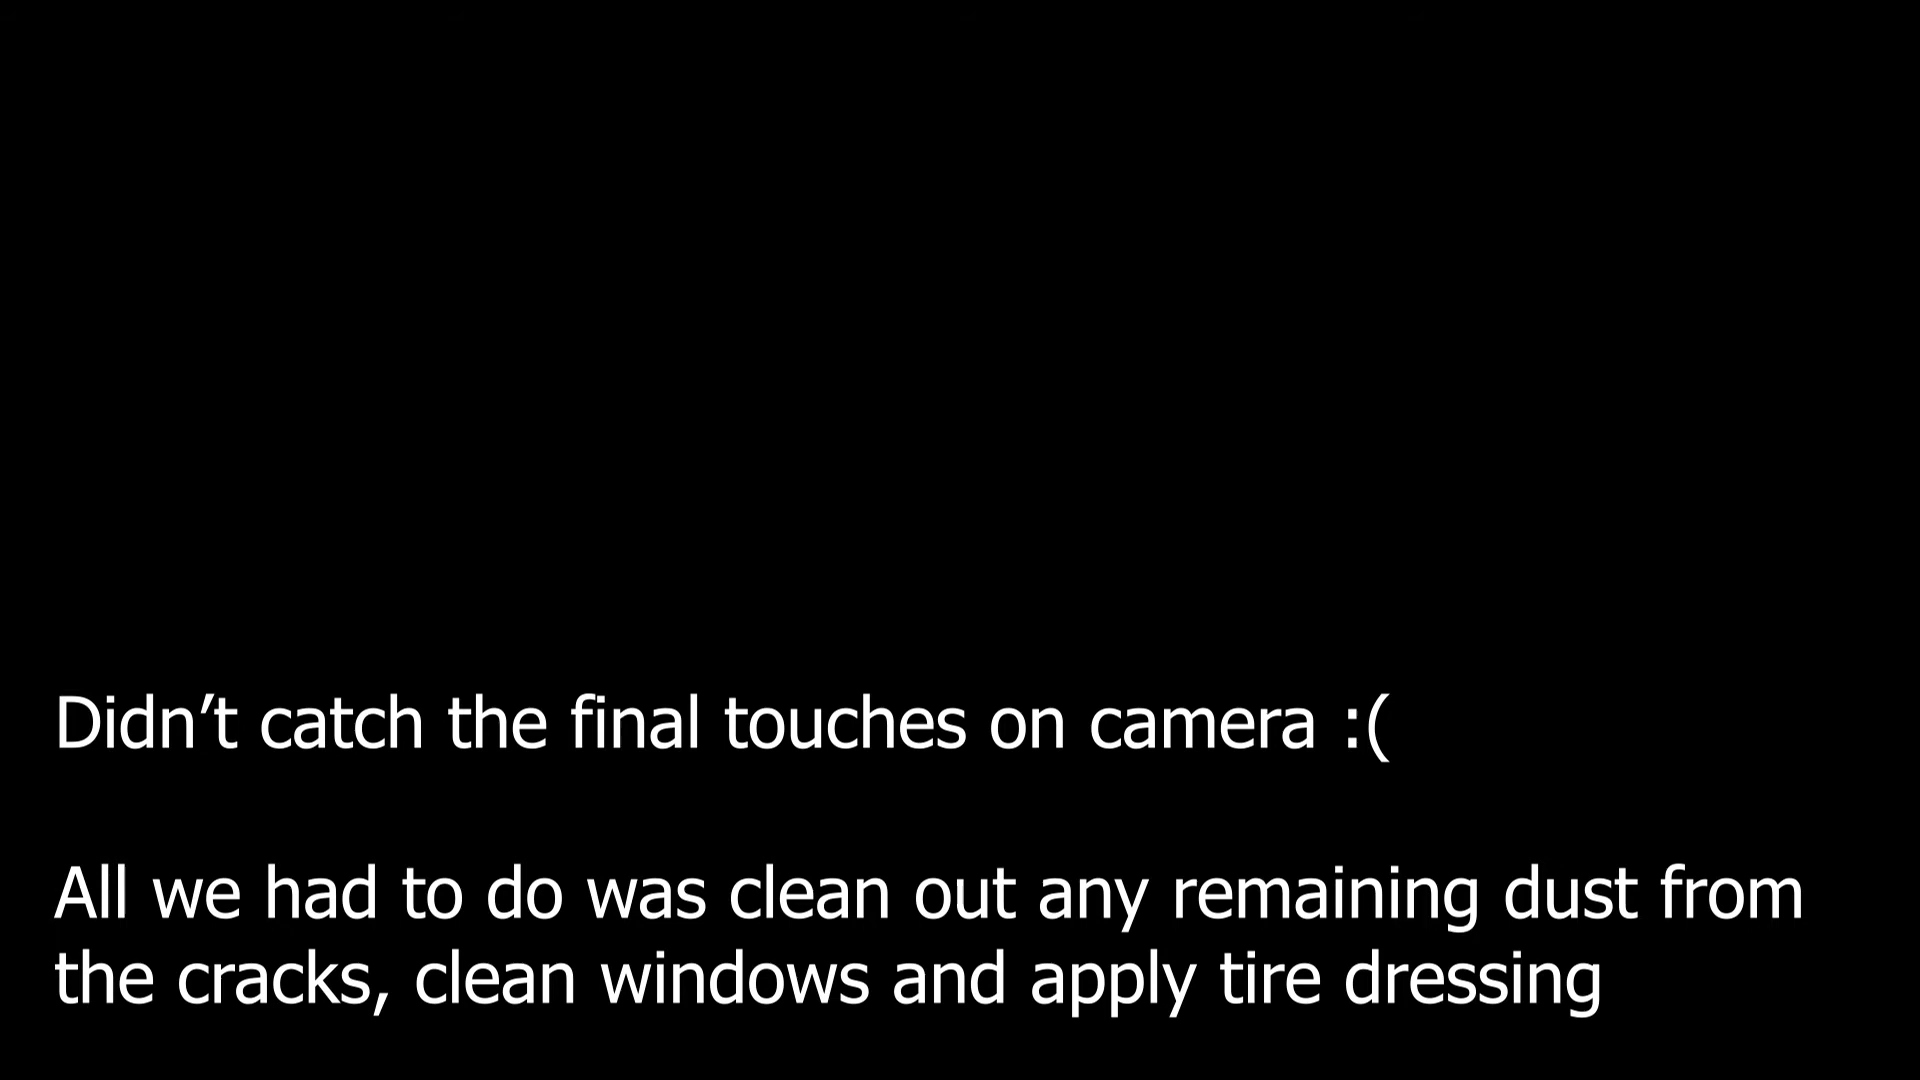 Didn’t catch the final touches on camera :(
All we had to do was clean out any remaining dust from
the cracks, clean windows and apply tire dressing